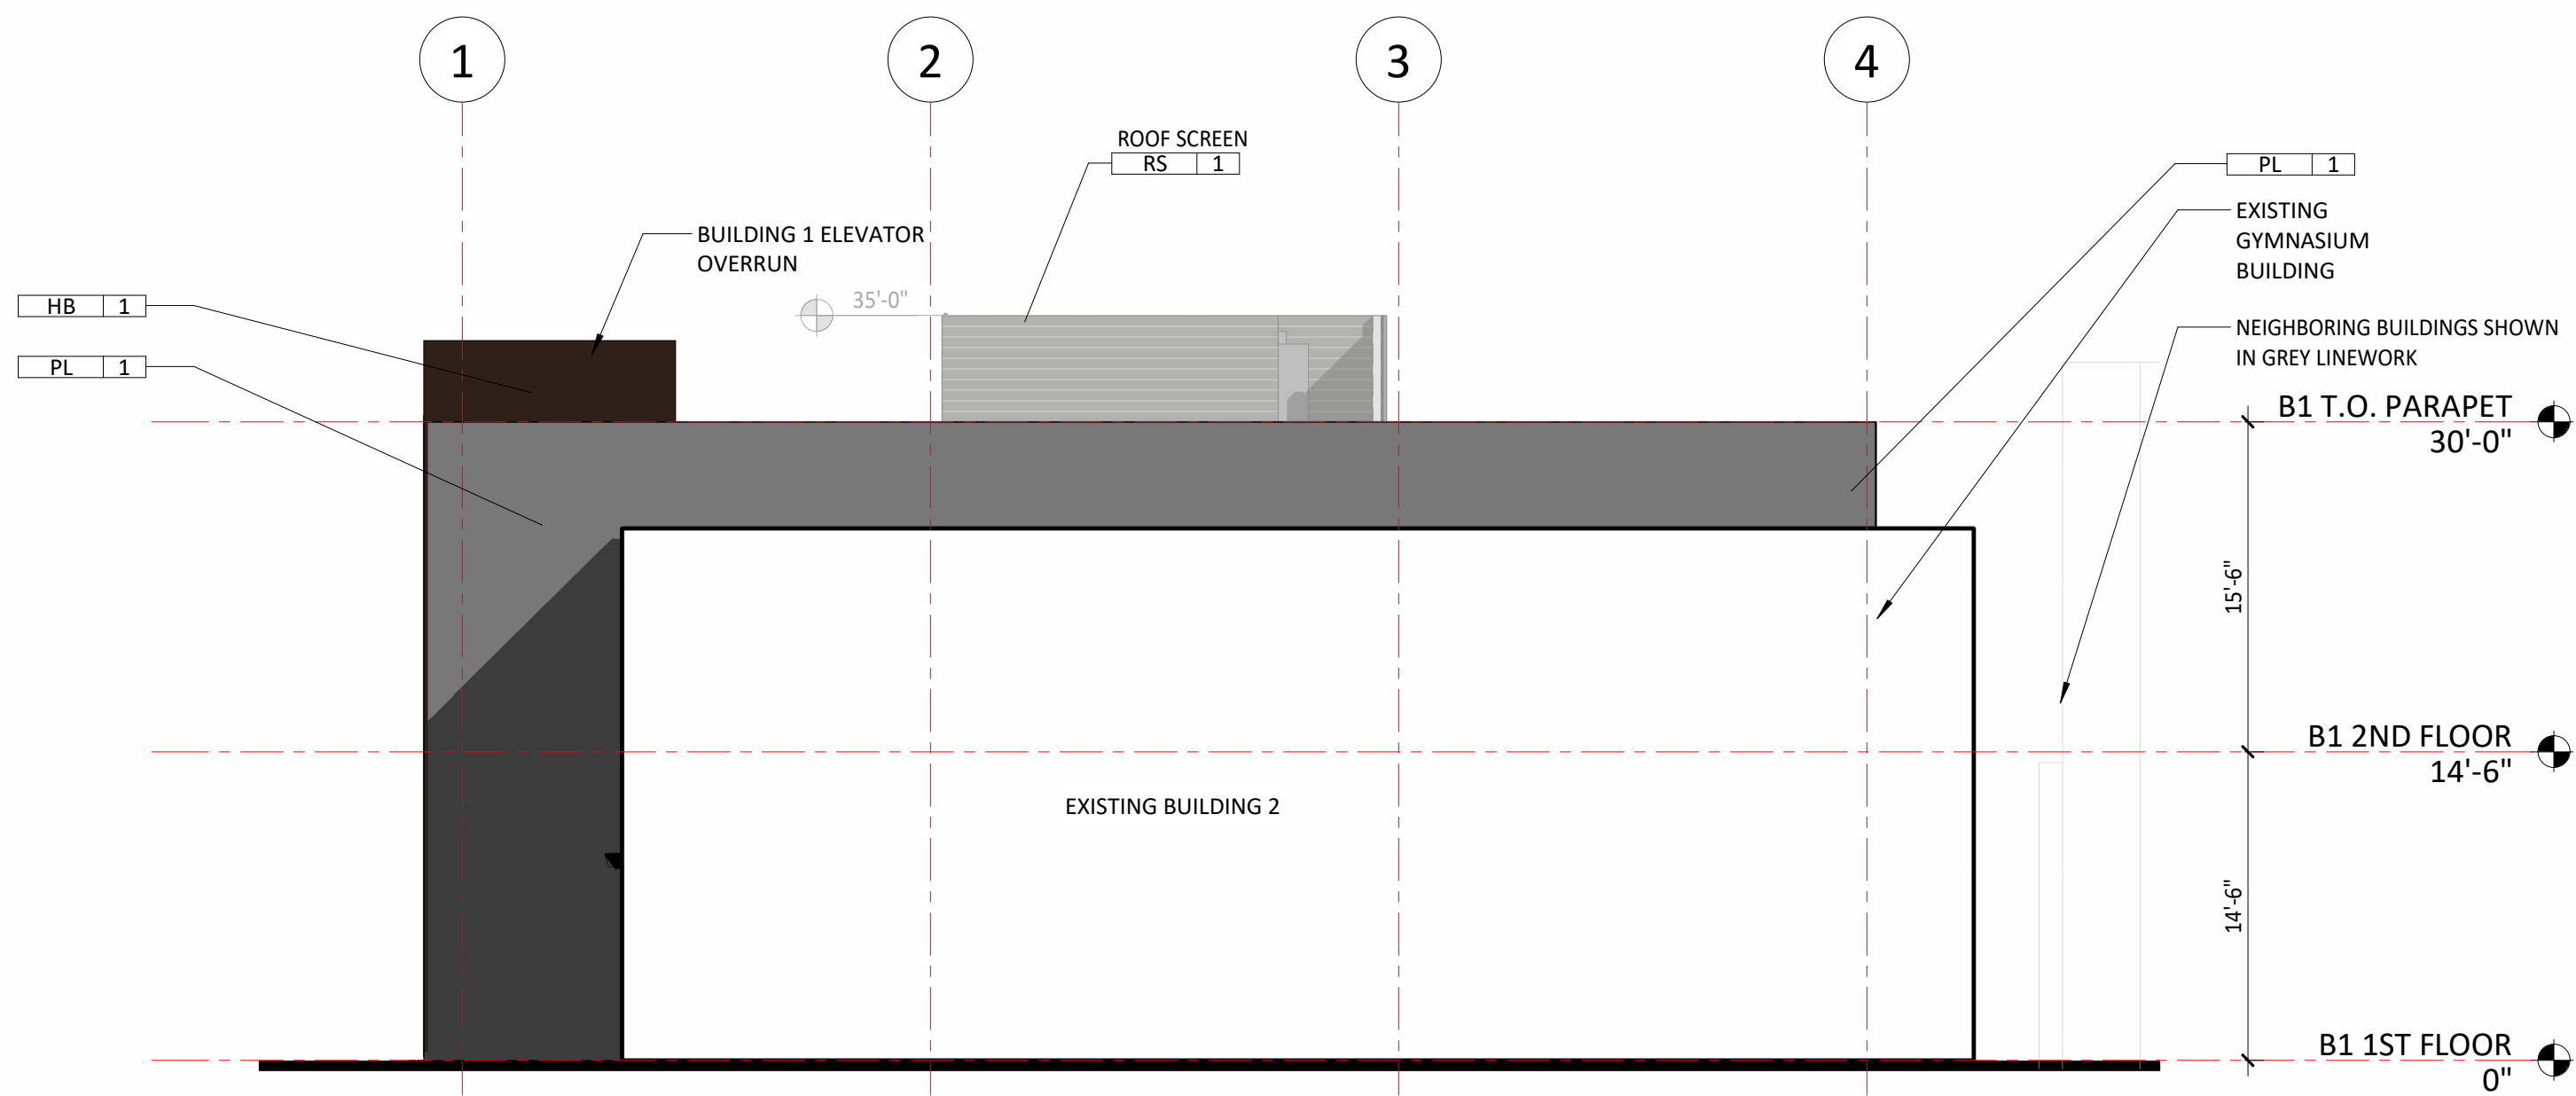 1
2
3
4
ROOF SCREEN
RS 1
PL 1
EXISTING
GYMNASIUM
BUILDING
BUILDING 1 ELEVATOR
OVERRUN
HB 1
35'-0"
NEIGHBORING BUILDINGS SHOWN
IN GREY LINEWORK
PL 1
B1 T.O. PARAPET
30'-0"
15'-6"
B1 2ND FLOOR
14'-6"
EXISTING BUILDING 2
14'-6"
B1 1ST FLOOR
0"